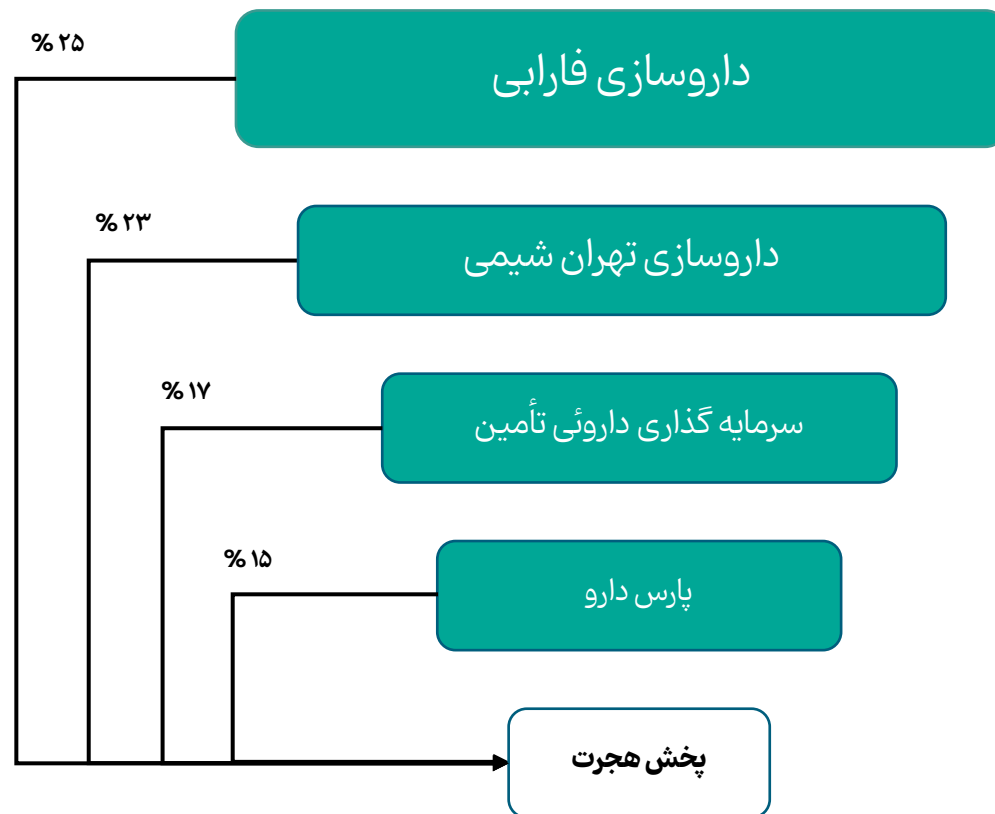 % ۲۵
داروسازی فارابی
% ۲۳
داروسازی تهران شیمی
% ۱۷
سرمایه گذاری داروئی تأمین
% ۱۵
پارس دارو
پخش هجرت